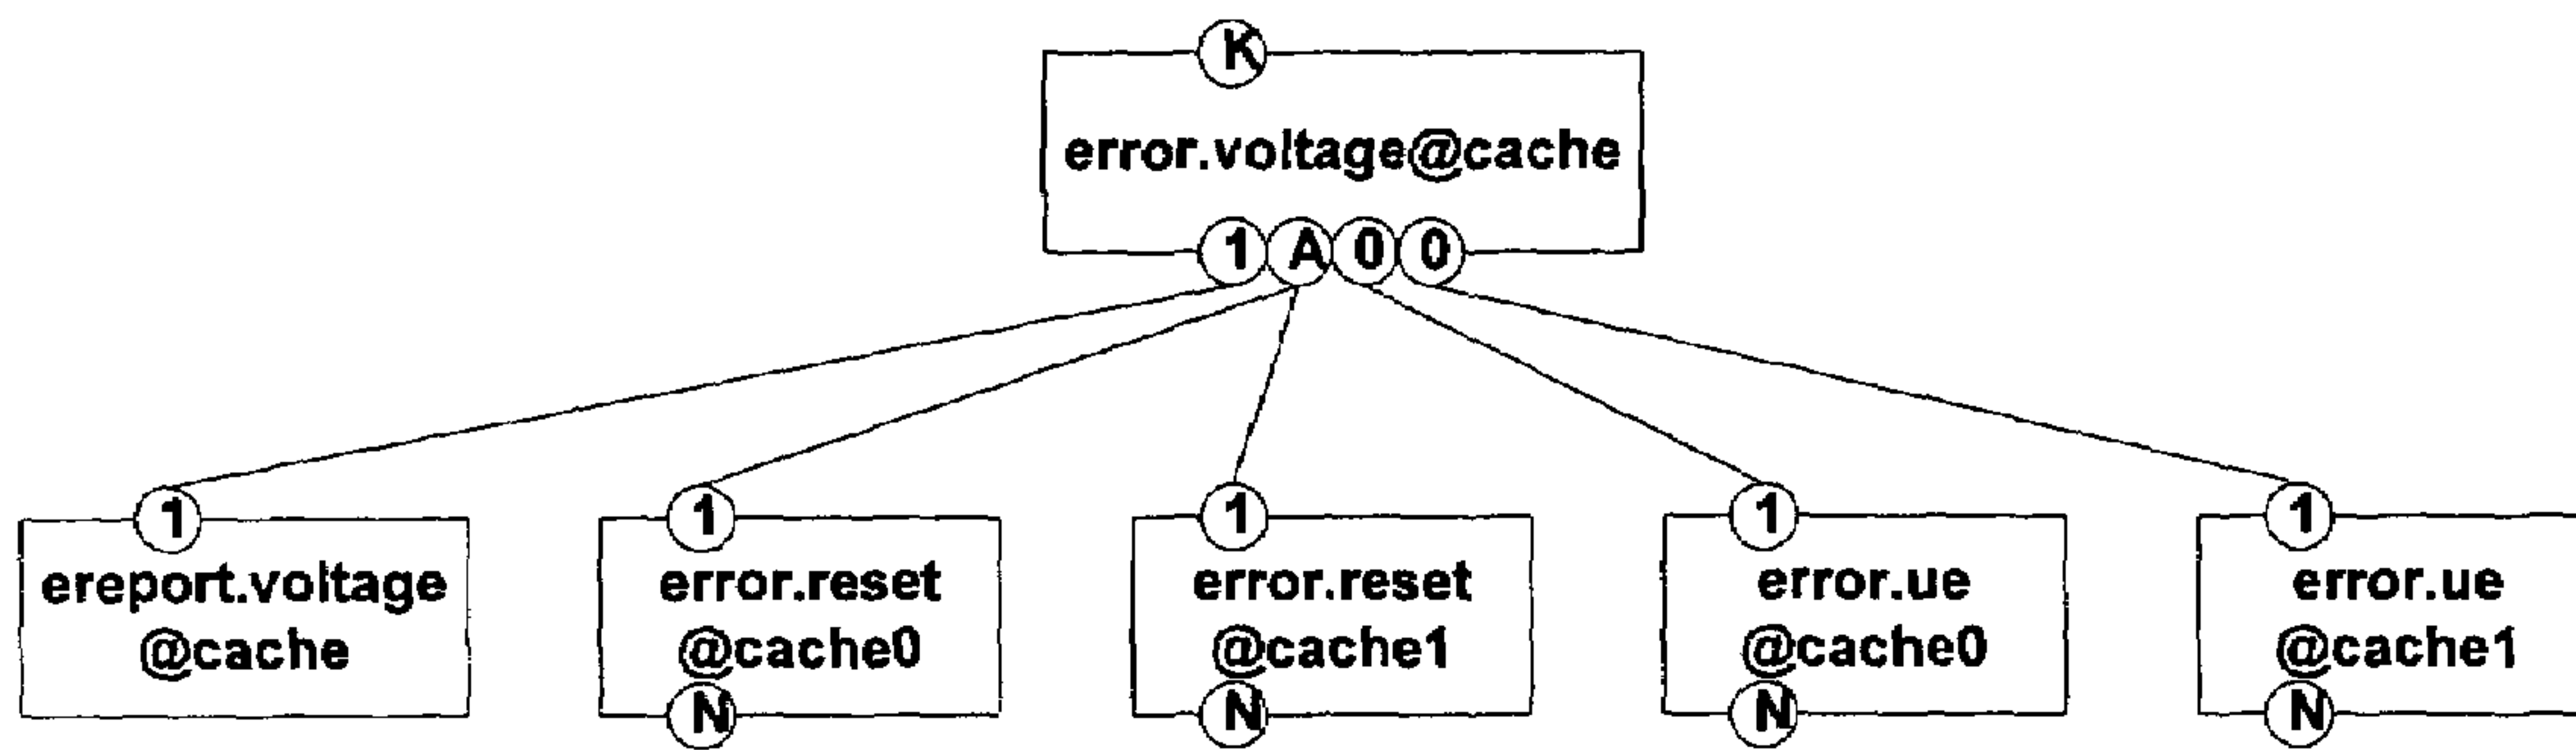 K
error.voltage@cache
1 A 0 0
1 1 1 1 1
ereport.voltage
@cache
error.reset
@cache0
error.reset
@cache1
error.ue
@cache0
error.ue
@cache1
N N N N